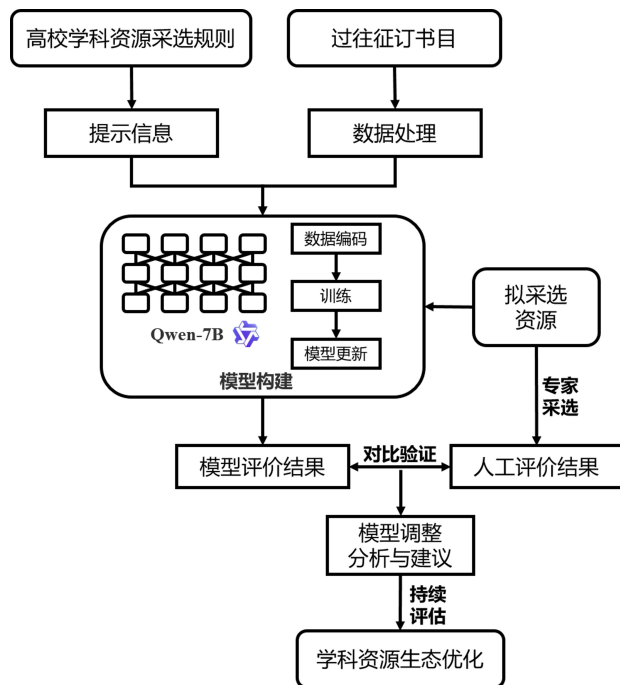 高校学科资源采选规则
过往征订书目
提示信息
数据处理
数据编码
训练
模型更新
Qwen-7B
模型构建
拟采选
资源
专家
采选
模型评价结果
对比验证
人工评价结果
模型调整
分析与建议
持续
评估
学科资源生态优化